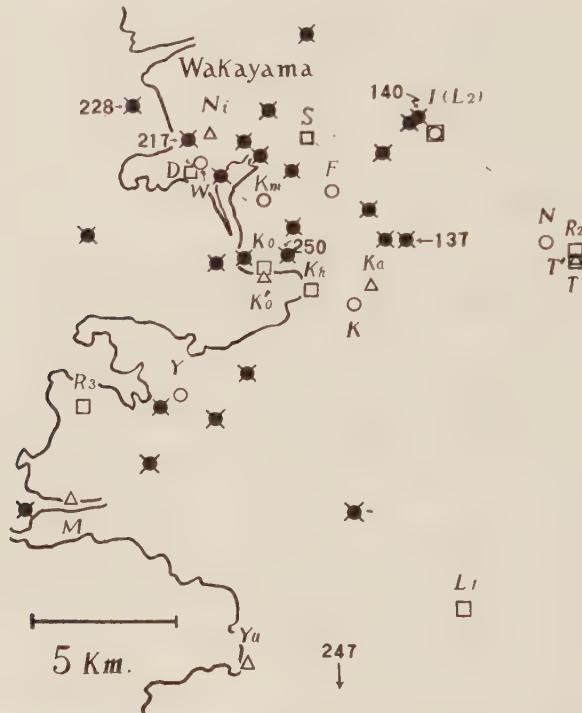 Wakayama
140 I (L2)
228 Ni S
217
D W Km F
Ko 250 137 N R2
Kh Ka T'
K'o T
K
Y
R3
M
L1
Yu
5 Km. 247